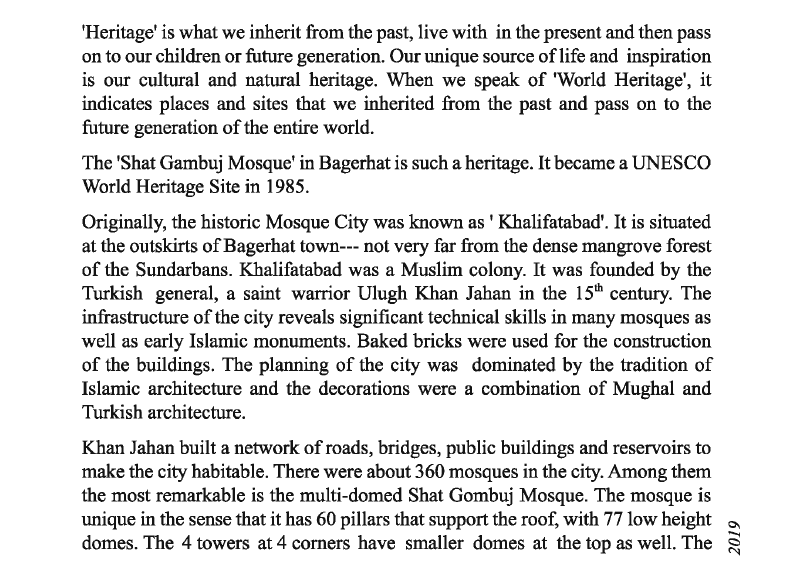 'Heritage' is what we inherit from the past, live with in the present and then pass
on to our children or future generation. Our unique source of life and inspiration
is our cultural and natural heritage. When we speak of 'World Heritage', it
indicates places and sites that we inherited from the past and pass on to the
future generation of the entire world.
The 'Shat Gambuj Mosque' in Bagerhat is such a heritage. It became a UNESCO
World Heritage Site in 1985.
Originally, the historic Mosque City was known as ' Khalifatabad'. It is situated
at the outskirts of Bagerhat town--- not very far from the dense mangrove forest
of the Sundarbans. Khalifatabad was a Muslim colony. It was founded by the
Turkish general, a saint warrior Ulugh Khan Jahan in the 15th century. The
infrastructure of the city reveals significant technical skills in many mosques as
well as early Islamic monuments. Baked bricks were used for the construction
of the buildings. The planning of the city was dominated by the tradition of
Islamic architecture and the decorations were a combination of Mughal and
Turkish architecture.
Khan Jahan built a network of roads, bridges, public buildings and reservoirs to
make the city habitable. There were about 360 mosques in the city. Among them
the most remarkable is the multi-domed Shat Gombuj Mosque. The mosque is
unique in the sense that it has 60 pillars that support the roof, with 77 low height
domes. The 4 towers at 4 corners have smaller domes at the top as well. The
2019